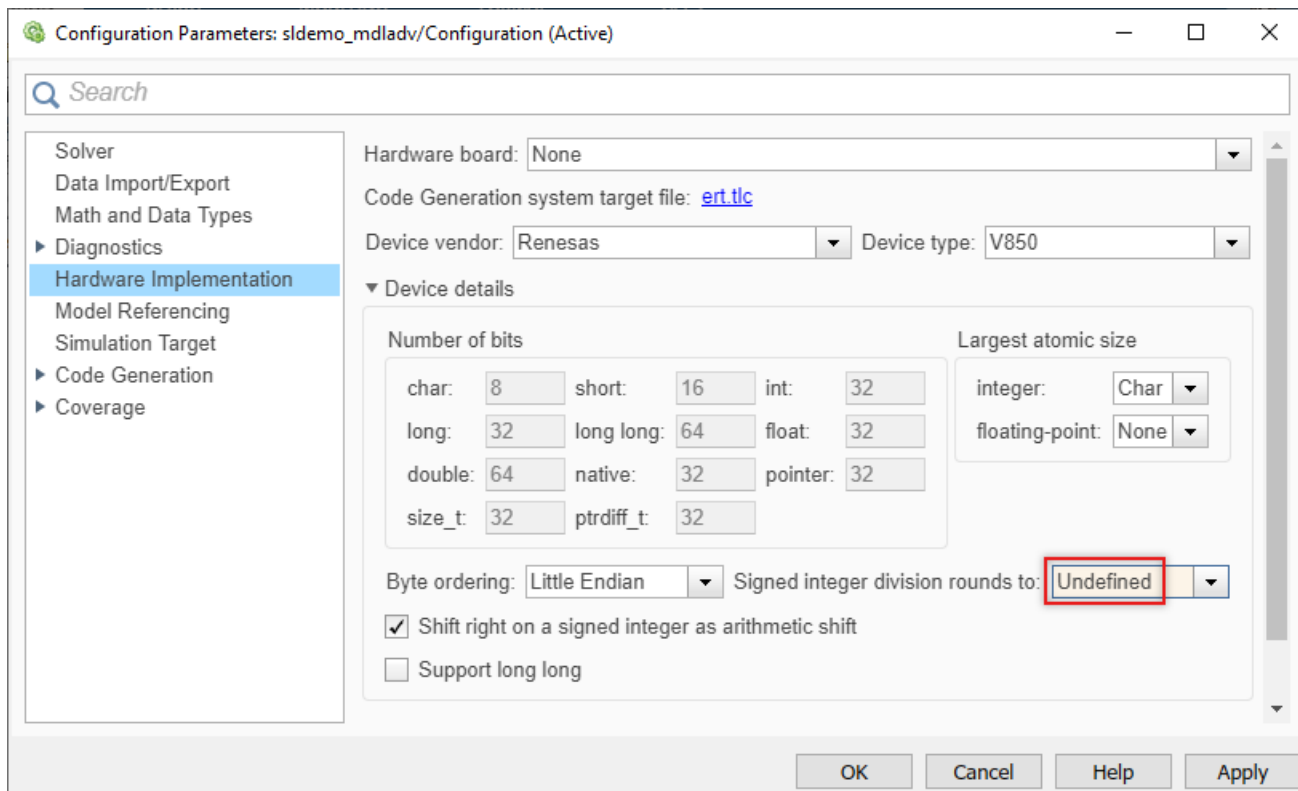 Configuration Parameters: sldemo_mdladv/Configuration (Active)
Search
Solver
Data Import/Export
Math and Data Types
Diagnostics
Hardware Implementation
Model Referencing
Simulation Target
Code Generation
Coverage
Hardware board: None
Code Generation system target file: ert.tlc
Device vendor: Renesas Device type: V850
Device details
Number of bits
char: 8 short: 16 int: 32
long: 32 long long: 64 float: 32
double: 64 native: 32 pointer: 32
size_t: 32 ptrdiff_t: 32
Largest atomic size
integer: Char
floating-point: None
Byte ordering: Little Endian Signed integer division rounds to: Undefined
Shift right on a signed integer as arithmetic shift
Support long long
OK Cancel Help Apply